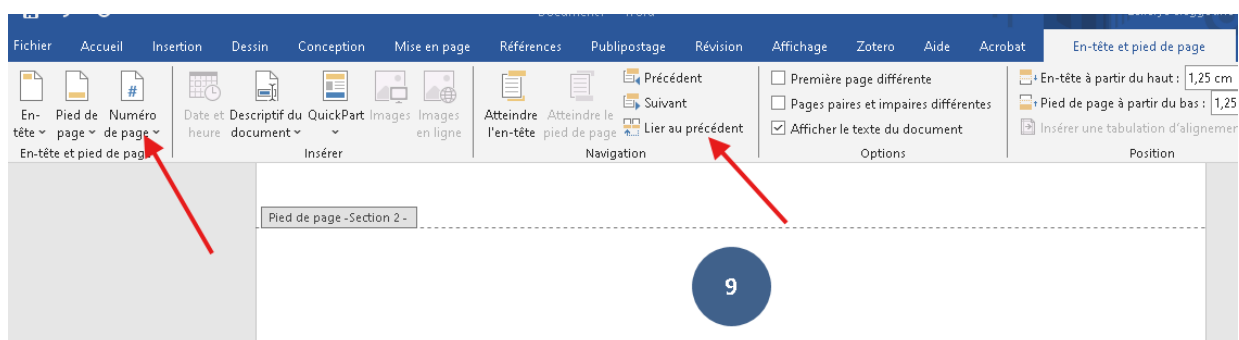 Fichier Accueil Insertion Dessin Conception Mise en page Références Publipostage Révision Affichage Zotero Aide Acrobat En-tête et pied de page
En-tête Pied de page Numéro de page
Date et heure Descriptif du document QuickPart Images Images en ligne
Atteindre l'en-tête Atteindre le pied de page
Précédent
Suivant
Lier au précédent
Première page différente
Pages paires et impaires différentes
Afficher le texte du document
En-tête à partir du haut : 1,25 cm
Pied de page à partir du bas : 1,25
Insérer une tabulation d'alignemen
En-tête et pied de pag Insérer Navigation Options Position
Pied de page -Section 2 -
9